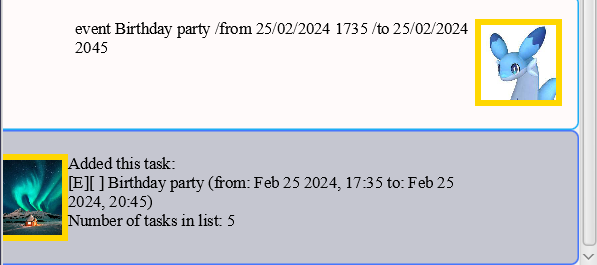 event Birthday party /from 25/02/2024 1735 /to 25/02/2024
2045
Added this task:
[E][ ] Birthday party (from: Feb 25 2024, 17:35 to: Feb 25
2024, 20:45)
Number of tasks in list: 5